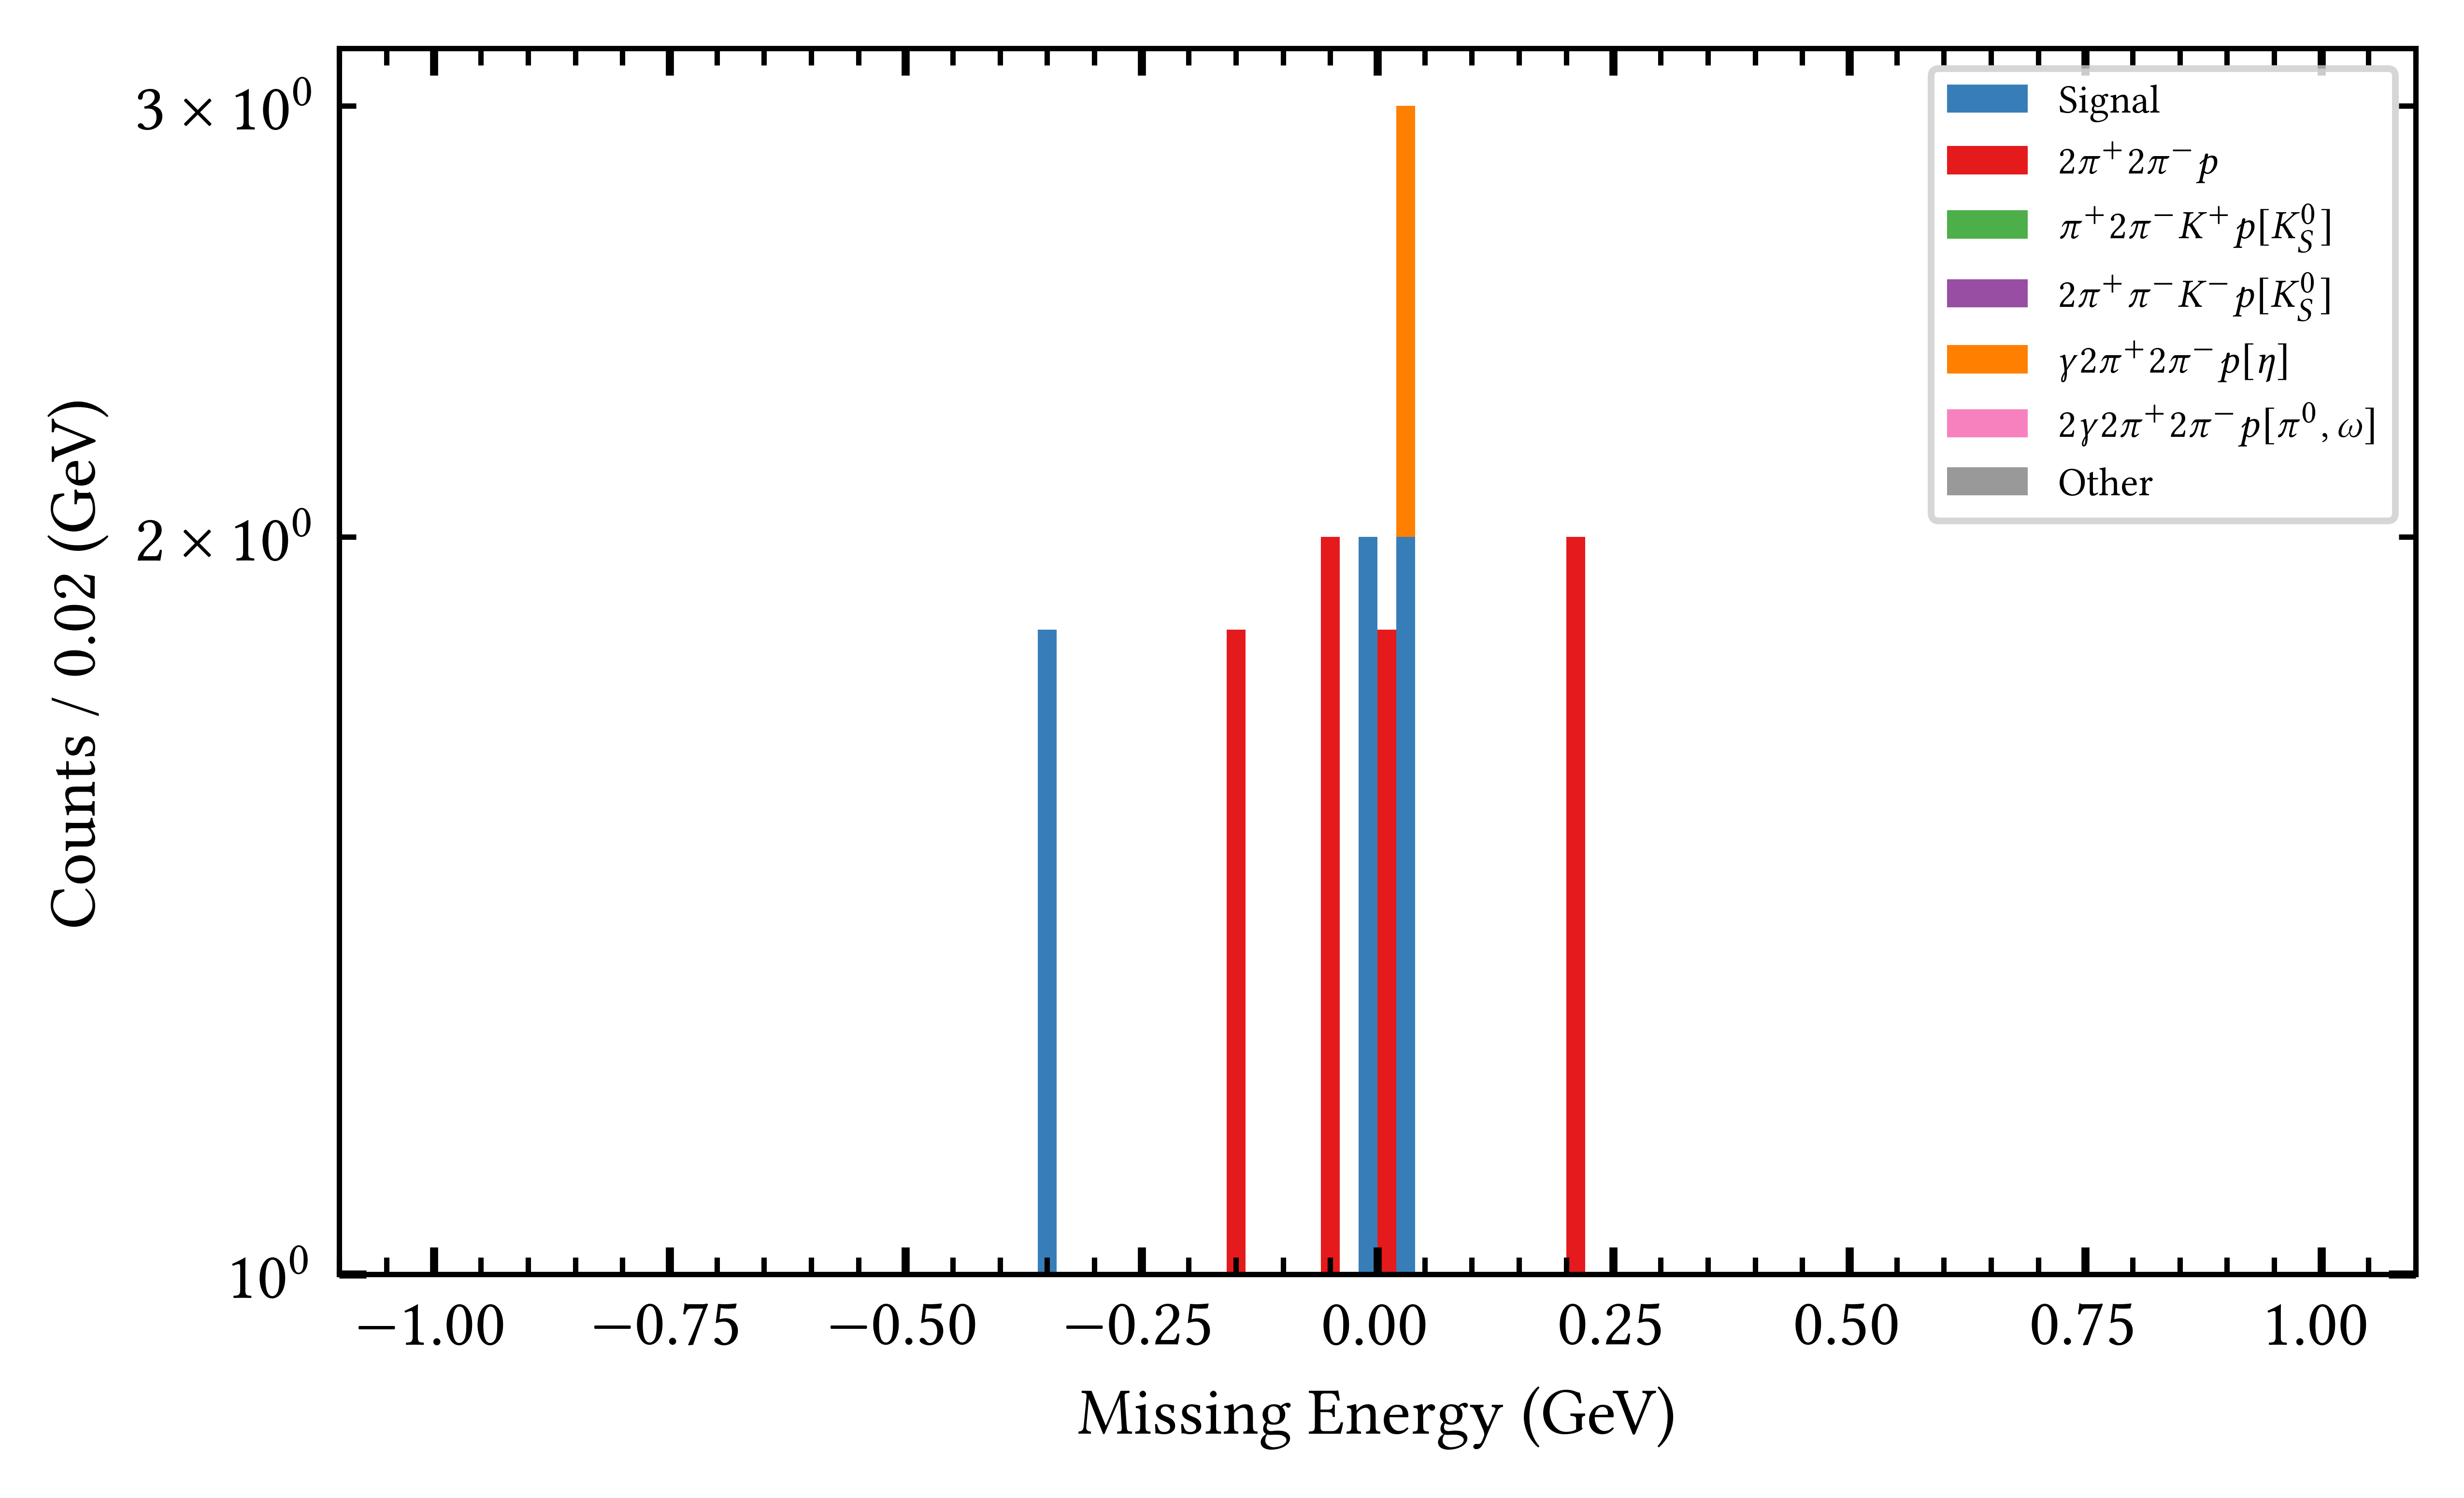 Counts / 0.02 (GeV)
3 × 10⁰
2 × 10⁰
10⁰
Signal
2π⁺2π⁻p
π⁺2π⁻K⁺p[K_S⁰]
2π⁺π⁻K⁻p[K_S⁰]
γ2π⁺2π⁻p[η]
2γ2π⁺2π⁻p[π⁰, ω]
Other
−1.00 −0.75 −0.50 −0.25 0.00 0.25 0.50 0.75 1.00
Missing Energy (GeV)